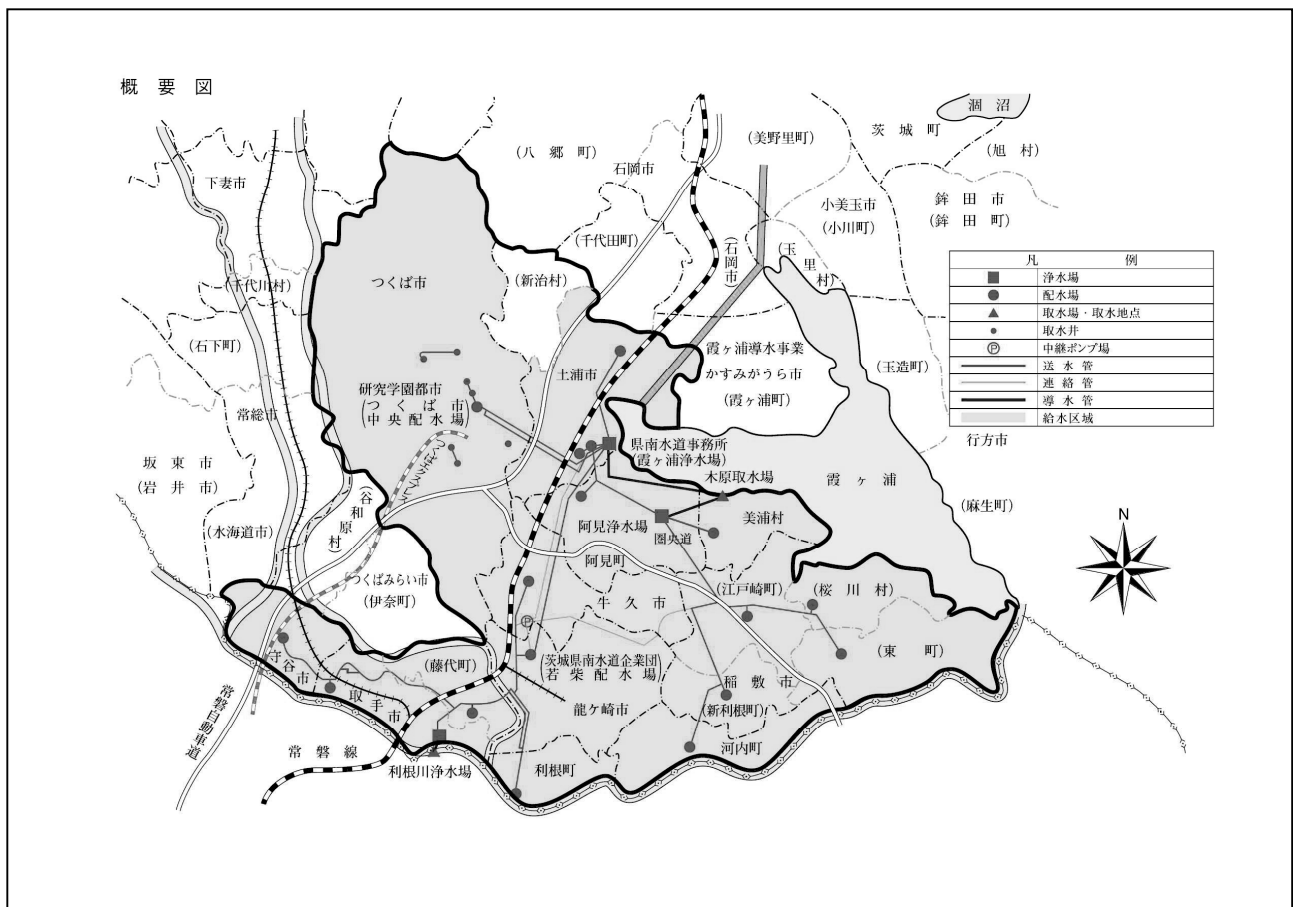 概要図
涸沼
茨城町
(旭村)
(美野里町)
(八郷町)
石岡市
下妻市
小美玉市
(小川町)
鉾田市
(鉾田町)
(千代田町)
(石岡市)
(玉里村)
凡例
浄水場
配水場
取水場・取水地点
取水井
P
中継ポンプ場
送水管
連絡管
導水管
給水区域
つくば市
(新治村)
(千代川村)
(石下町)
霞ヶ浦導水事業
かすみがうら市
(霞ヶ浦町)
(玉造町)
土浦市
研究学園都市
(つくば市
中央配水場)
常総市
行方市
県南水道事務所
(霞ヶ浦浄水場)
つくばエクスプレス
坂東市
(岩井市)
木原取水場
霞ヶ浦
(麻生町)
(谷和原村)
(水海道市)
美浦村
阿見浄水場
圏央道
N
阿見町
つくばみらい市
(伊奈町)
(江戸崎町)
(桜川村)
牛久市
P
(東町)
守谷市
(藤代町)
(茨城県南水道企業団
若柴配水場)
稲敷市
取手市
龍ケ崎市
(新利根町)
常磐自動車道
河内町
常磐線
利根川浄水場
利根町